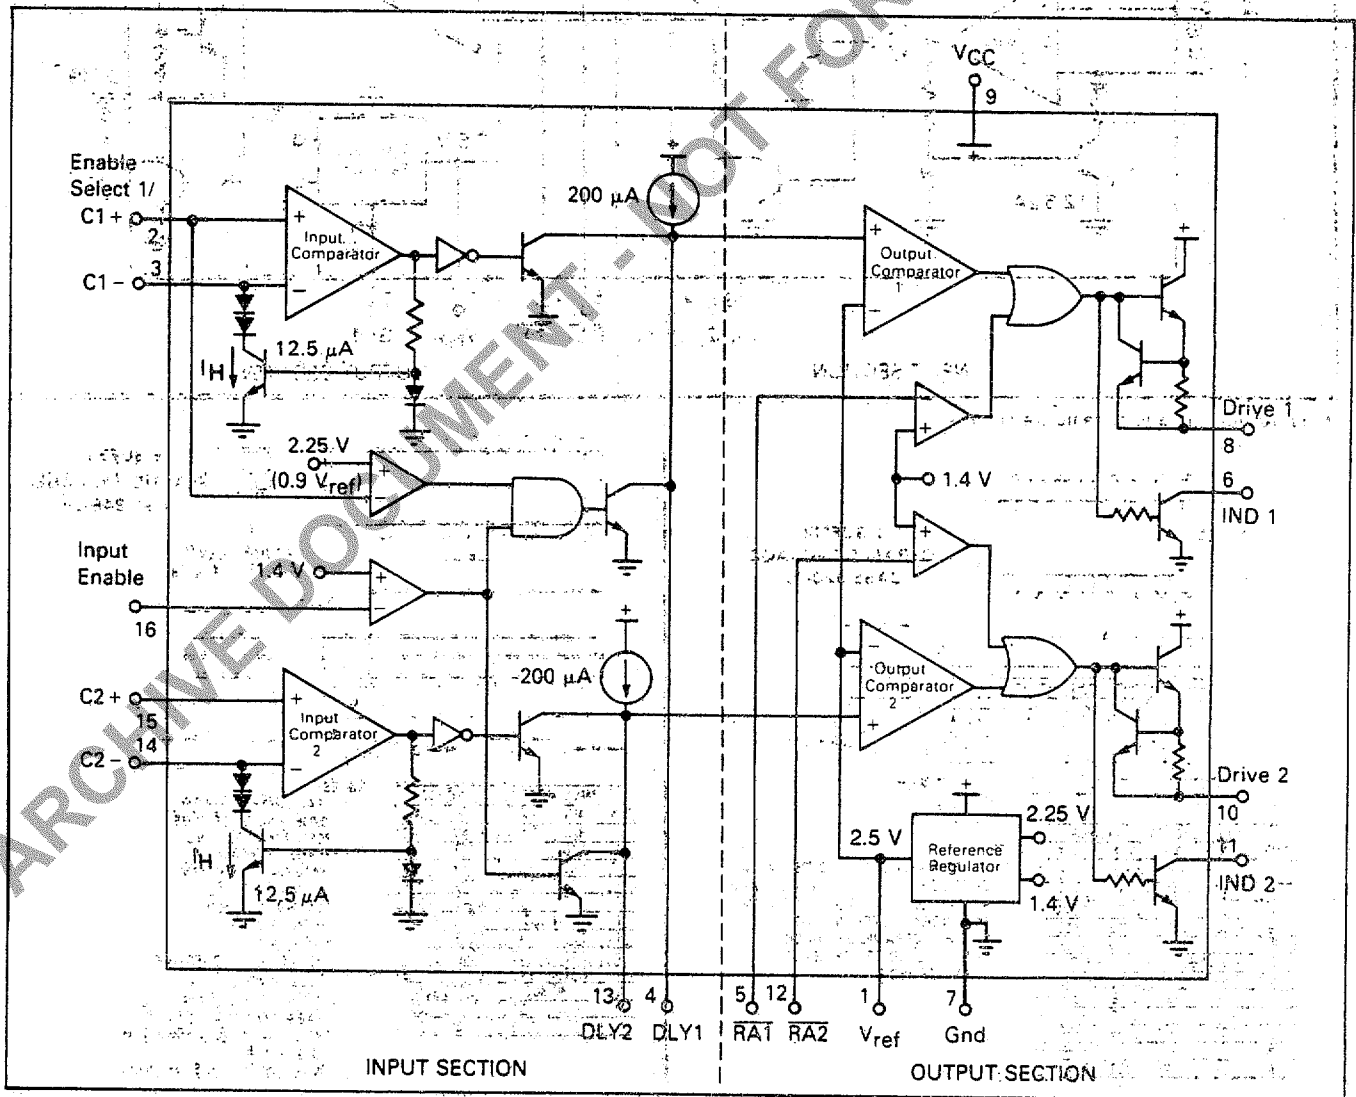 ARCHIVE DOCUMENT - NOT FOR
VCC
9
Enable
Select 1/
C1 +
2
3
C1 -
+
Input
Comparator
1
-
200 μA
+
+
Output
Comparator
1
-
+
IH
12.5 μA
2.25 V
(0.9 Vref)
+
-
-
+
1.4 V
Drive 1
8
6
IND 1
Input
Enable
16
1.4 V
+
-
+
-
+
200 μA
+
C2 +
15
14
C2 -
+
Input
Comparator
2
-
-
Output
Comparator
2
+
IH
12.5 μA
+
2.5 V
Reference
Regulator
2.25 V
1.4 V
Drive 2
10
11
IND 2
13
4
5
12
1
7
DLY2
DLY1
RA1
RA2
Vref
Gnd
INPUT SECTION
OUTPUT SECTION